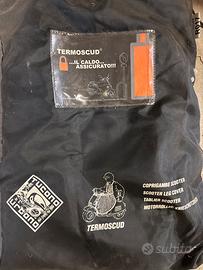 TERMOSCUD®
...IL CALDO...
ASSICURATO!!!
Tucano
Urbano
TERMOSCUD
COPRIGAMBE SCOOTER
SCOOTER LEG COVER
TABLIER SCOOTER
subito